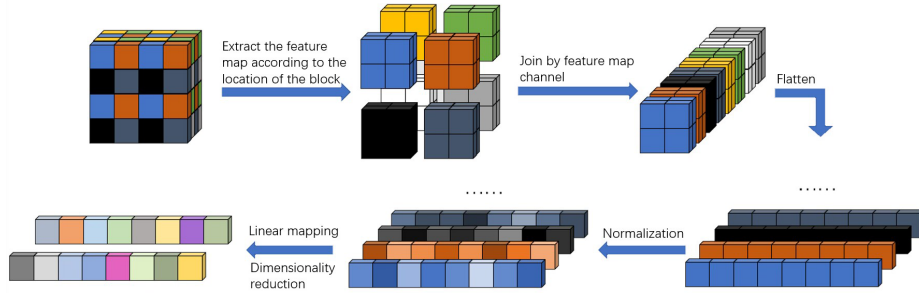 Extract the feature
map according to the
location of the block
Join by feature map
channel
Flatten
......
......
Normalization
Linear mapping
Dimensionality
reduction